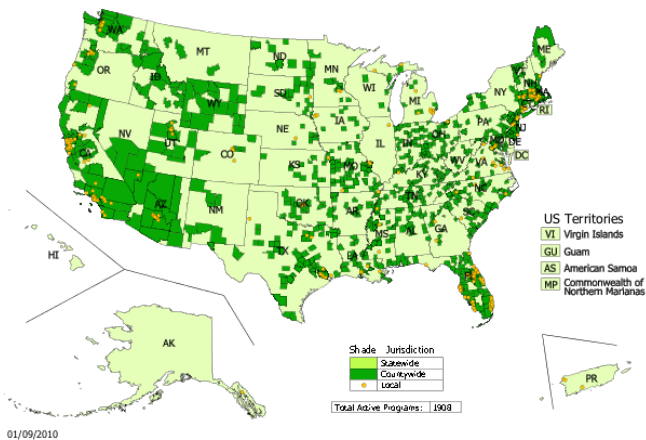 WA
MT
ND
MN
ME
OR
ID
SD
WI
NY
WY
MI
RI
NV
NE
IA
PA
NJ
UT
CO
IL
IN
OH
MD
DE
CA
KS
MO
WV
VA
DC
KY
AZ
NM
OK
AR
TN
NC
SC
TX
LA
MS
AL
GA
FL
HI
AK
PR
US Territories
VI Virgin Islands
GU Guam
AS American Samoa
MP Commonwealth of
Northern Marianas
Shade Jurisdiction
Statewide
Countywide
Local
Total Active Programs: 1908
01/09/2010